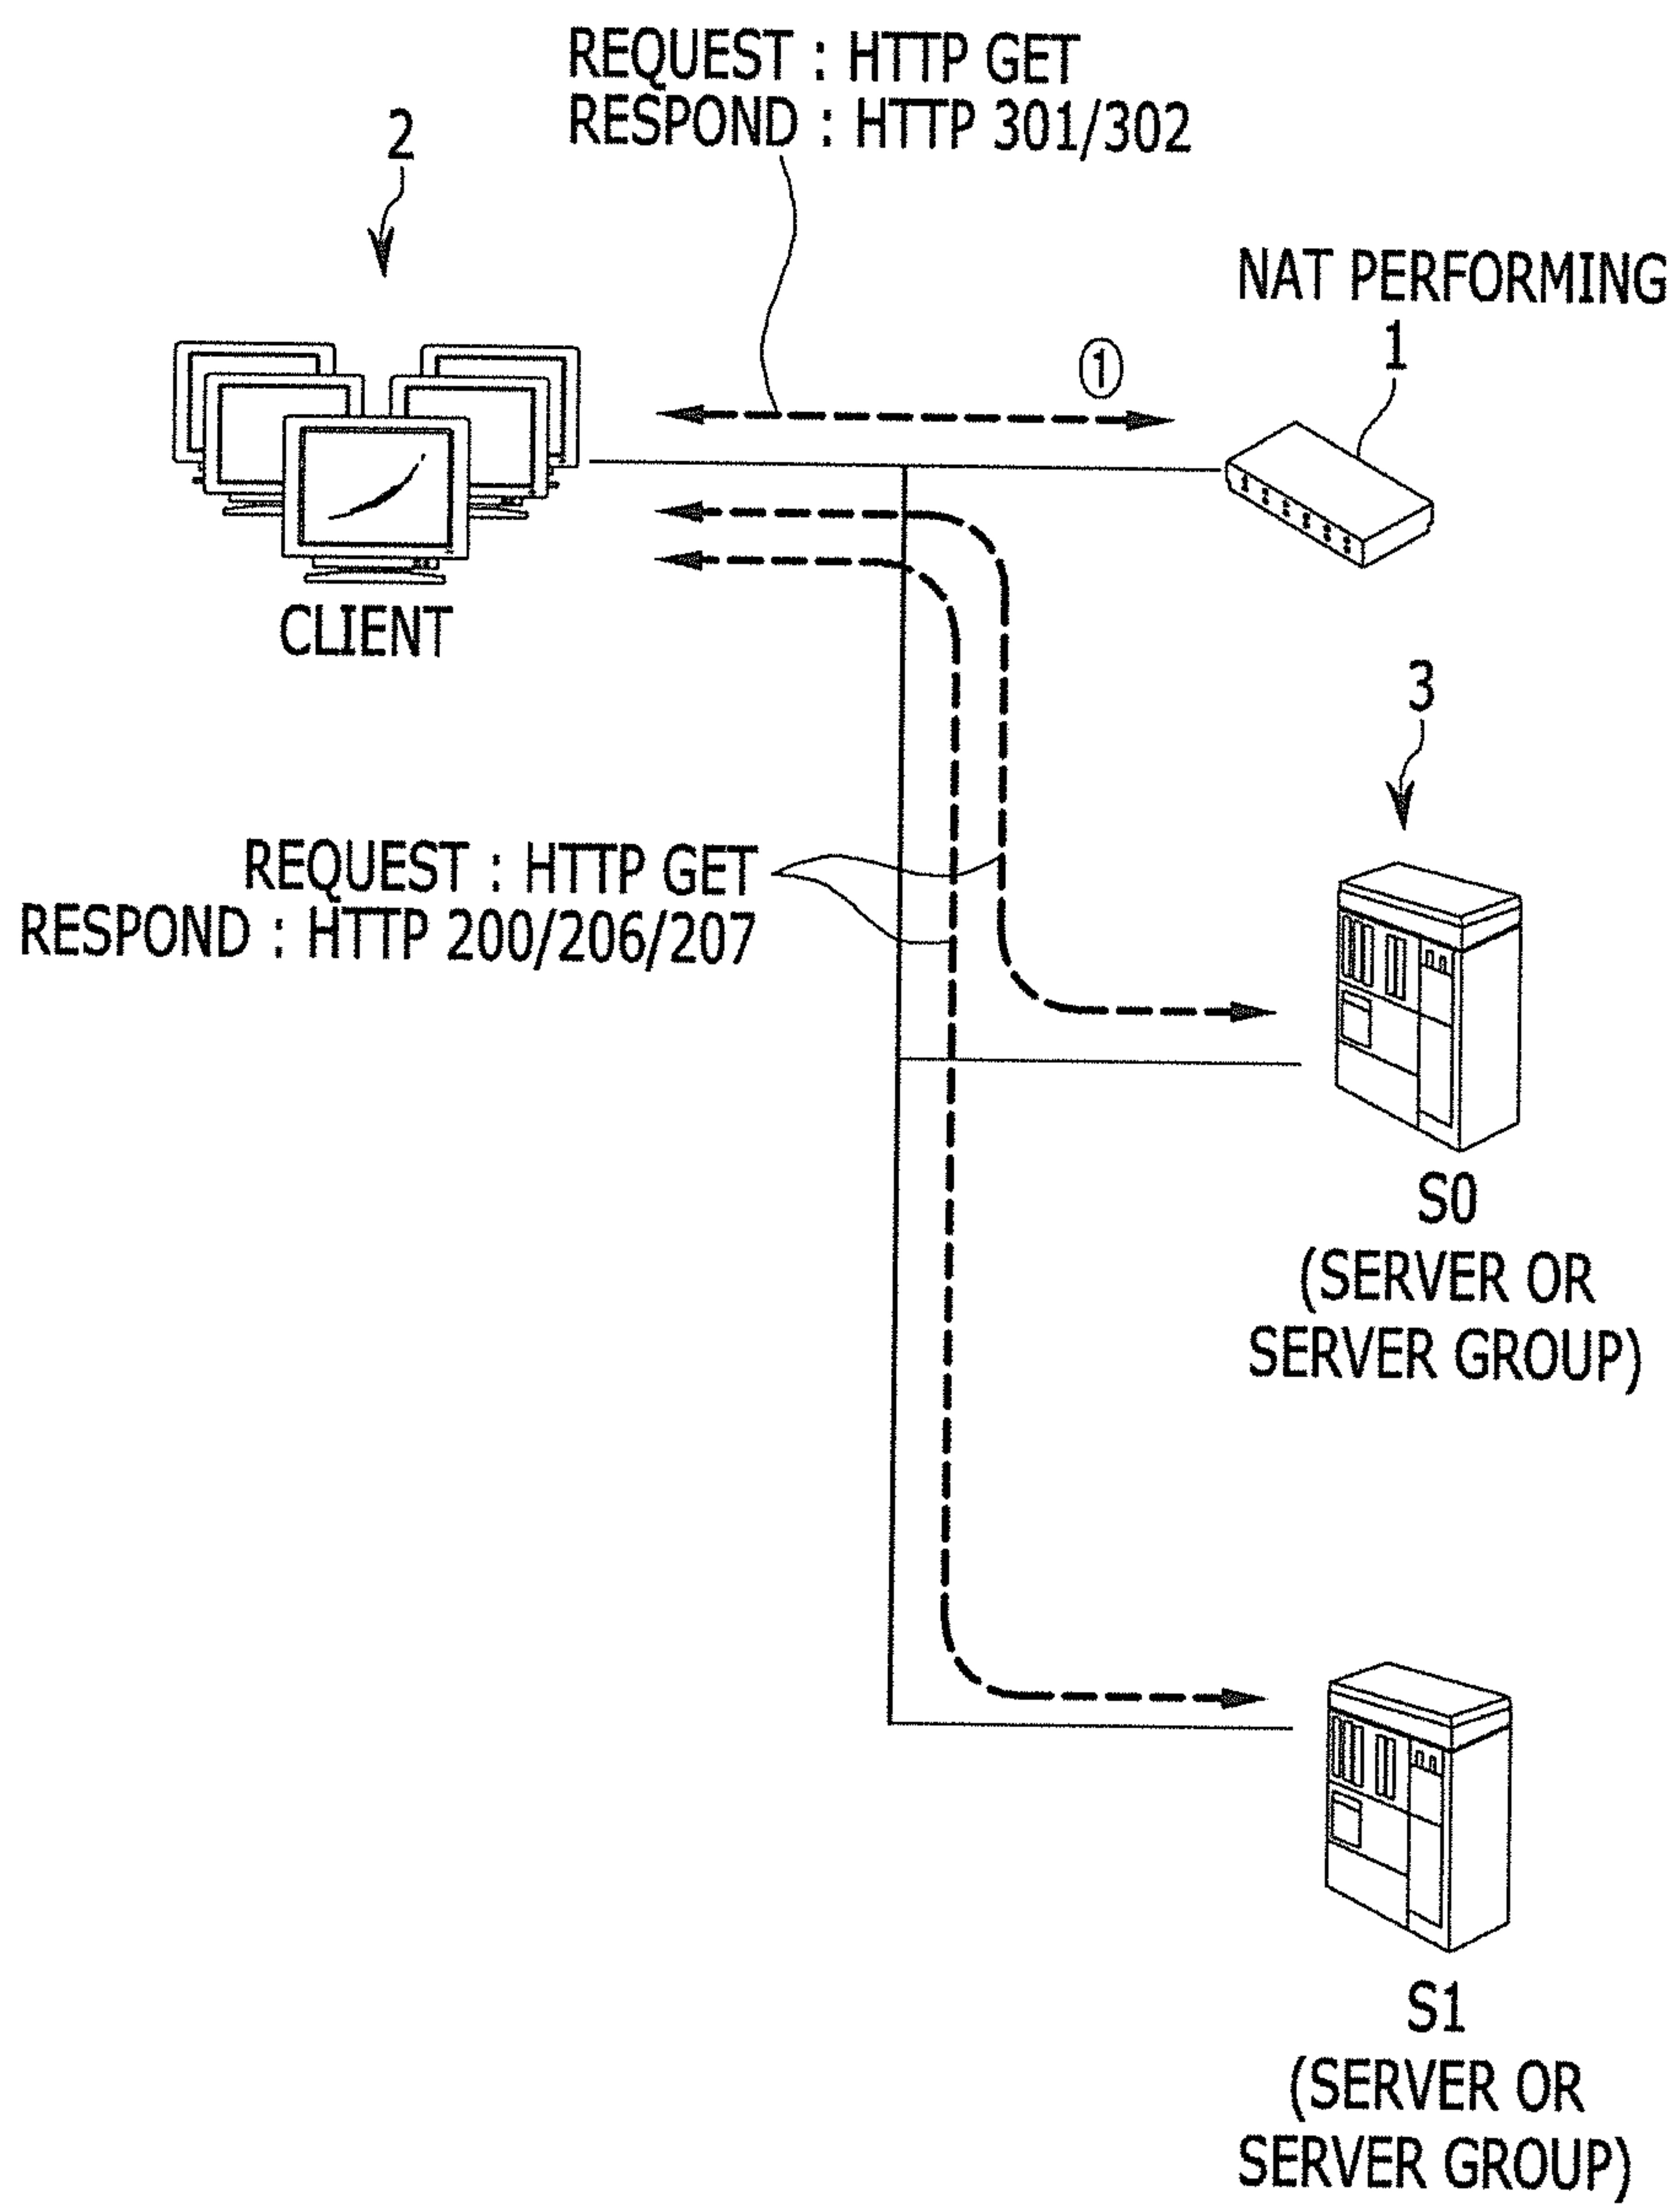 REQUEST : HTTP GET
RESPOND : HTTP 301/302
2
NAT PERFORMING
1
①
CLIENT
3
REQUEST : HTTP GET
RESPOND : HTTP 200/206/207
S0
(SERVER OR
SERVER GROUP)
S1
(SERVER OR
SERVER GROUP)